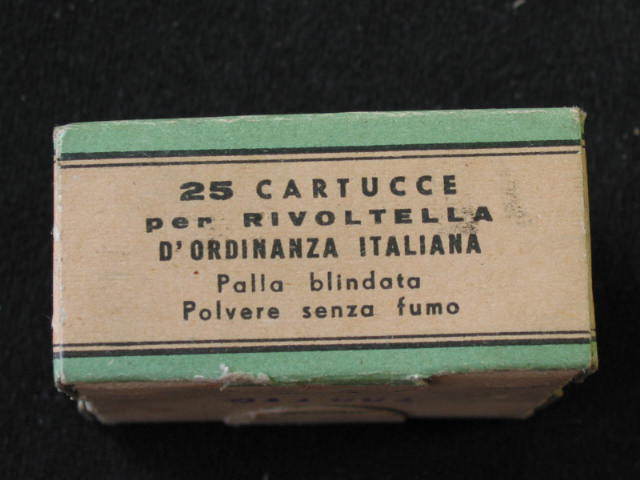 25 CARTUCCE
per RIVOLTELLA
D'ORDINANZA ITALIANA
Palla blindata
Polvere senza fumo